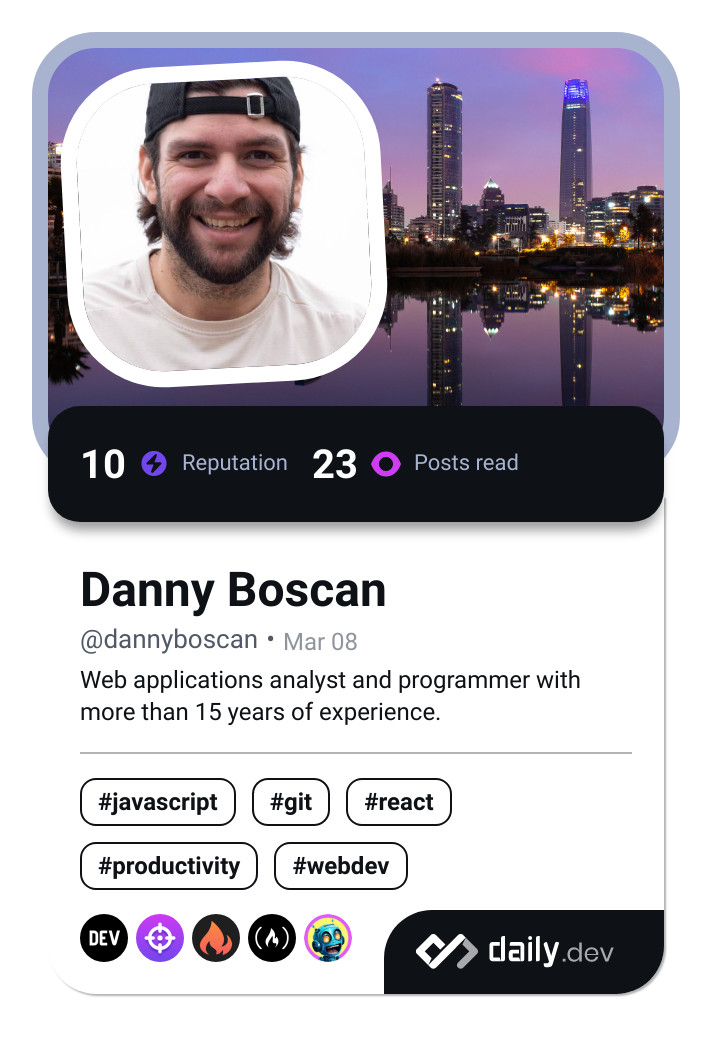 10 Reputation 23 Posts read
Danny Boscan
@dannyboscan • Mar 08
Web applications analyst and programmer with
more than 15 years of experience.
#javascript #git #react
#productivity #webdev
DEV
daily.dev